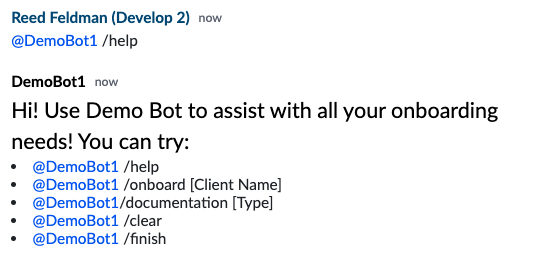 Reed Feldman (Develop 2) now
@DemoBot1 /help
DemoBot1 now
Hi! Use Demo Bot to assist with all your onboarding
needs! You can try:
• @DemoBot1 /help
• @DemoBot1 /onboard [Client Name]
• @DemoBot1/documentation [Type]
• @DemoBot1 /clear
• @DemoBot1 /finish